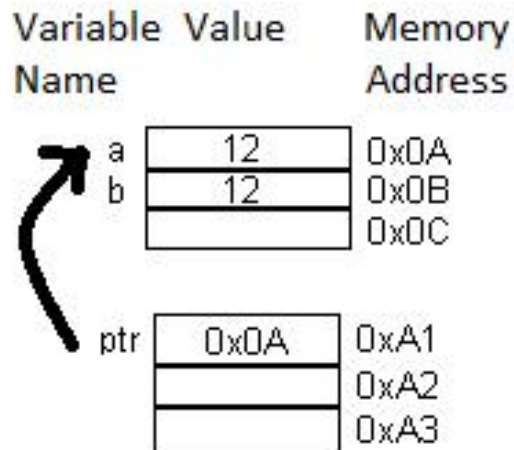 Variable Value Memory
Name Address
a 12 0x0A
b 12 0x0B
0x0C
ptr 0x0A 0xA1
0xA2
0xA3